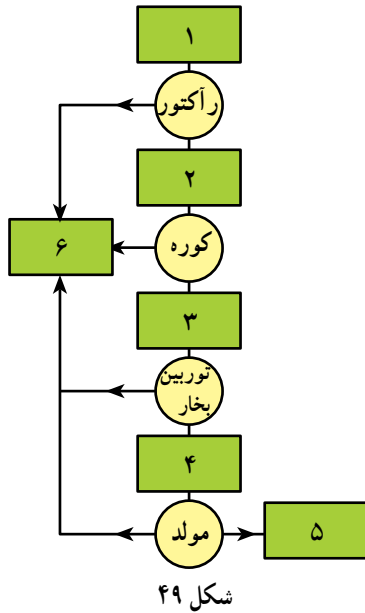 ۱
رآکتور
۲
۶
کوره
۳
توربین
بخار
۴
مولد
۵
شکل ۴۹